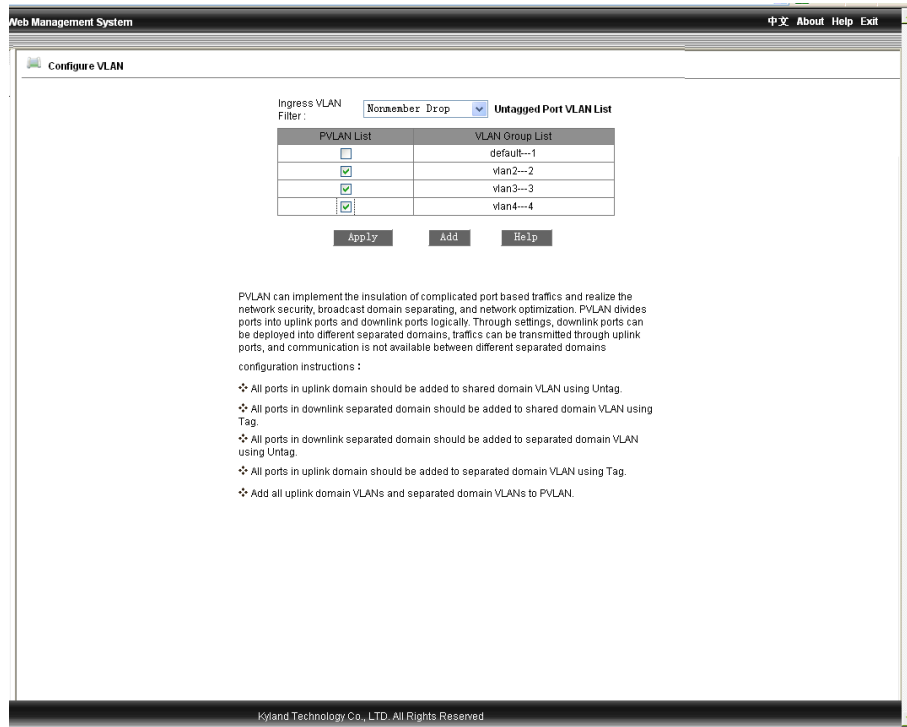 Web Management System
中文 About Help Exit
Configure VLAN
Ingress VLAN
Filter :
Nonmember Drop
Untagged Port VLAN List
PVLAN List VLAN Group List
default---1
vlan2---2
vlan3---3
vlan4---4
Apply Add Help
PVLAN can implement the insulation of complicated port based traffics and realize the
network security, broadcast domain separating, and network optimization. PVLAN divides
ports into uplink ports and downlink ports logically. Through settings, downlink ports can
be deployed into different separated domains, traffics can be transmitted through uplink
ports, and communication is not available between different separated domains
configuration instructions：
❖ All ports in uplink domain should be added to shared domain VLAN using Untag.
❖ All ports in downlink separated domain should be added to shared domain VLAN using
Tag.
❖ All ports in downlink separated domain should be added to separated domain VLAN
using Untag.
❖ All ports in uplink domain should be added to separated domain VLAN using Tag.
❖ Add all uplink domain VLANs and separated domain VLANs to PVLAN.
Kyland Technology Co., LTD. All Rights Reserved